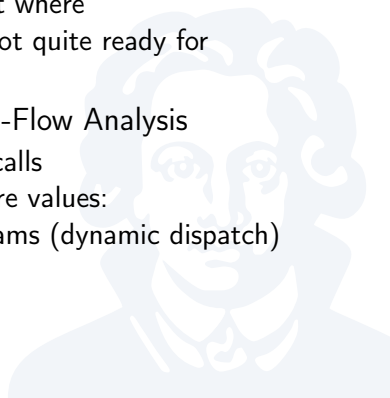 t where
ot quite ready for
-Flow Analysis
calls
re values:
ams (dynamic dispatch)